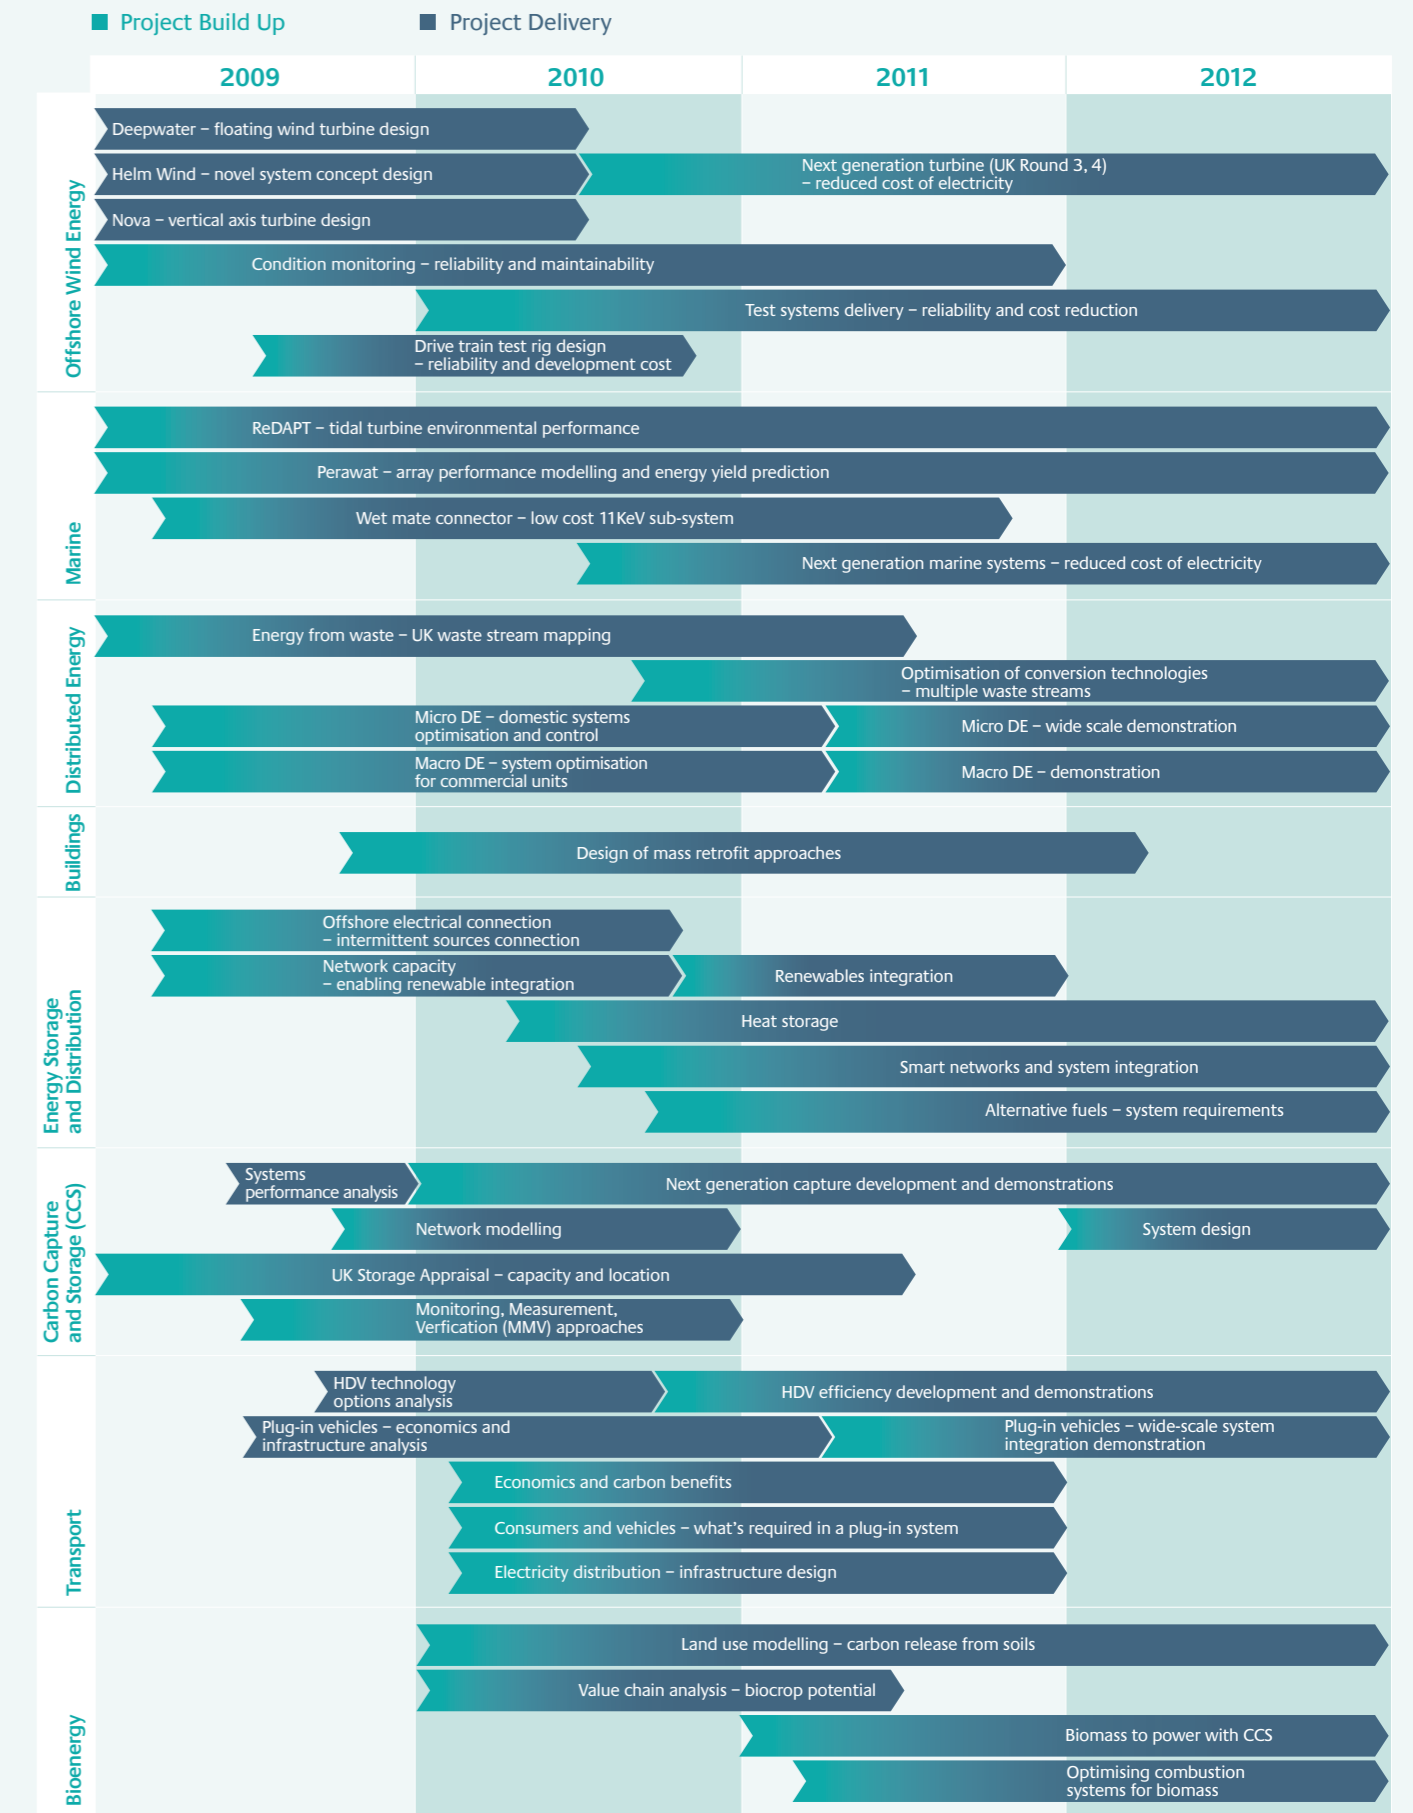 Project Build Up
Project Delivery
2009
2010
2011
2012
Offshore Wind Energy
Deepwater – floating wind turbine design
Helm Wind – novel system concept design
Next generation turbine (UK Round 3, 4)
– reduced cost of electricity
Nova – vertical axis turbine design
Condition monitoring – reliability and maintainability
Test systems delivery – reliability and cost reduction
Drive train test rig design
– reliability and development cost
Marine
ReDAPT – tidal turbine environmental performance
Perawat – array performance modelling and energy yield prediction
Wet mate connector – low cost 11KeV sub-system
Next generation marine systems – reduced cost of electricity
Distributed Energy
Energy from waste – UK waste stream mapping
Optimisation of conversion technologies
– multiple waste streams
Micro DE – domestic systems
optimisation and control
Micro DE – wide scale demonstration
Macro DE – system optimisation
for commercial units
Macro DE – demonstration
Buildings
Design of mass retrofit approaches
Energy Storage
and Distribution
Offshore electrical connection
– intermittent sources connection
Network capacity
– enabling renewable integration
Renewables integration
Heat storage
Smart networks and system integration
Alternative fuels – system requirements
Carbon Capture
and Storage (CCS)
Systems
performance analysis
Next generation capture development and demonstrations
Network modelling
System design
UK Storage Appraisal – capacity and location
Monitoring, Measurement,
Verfication (MMV) approaches
Transport
HDV technology
options analysis
HDV efficiency development and demonstrations
Plug-in vehicles – economics and
infrastructure analysis
Plug-in vehicles – wide-scale system
integration demonstration
Economics and carbon benefits
Consumers and vehicles – what's required in a plug-in system
Electricity distribution – infrastructure design
Bioenergy
Land use modelling – carbon release from soils
Value chain analysis – biocrop potential
Biomass to power with CCS
Optimising combustion
systems for biomass